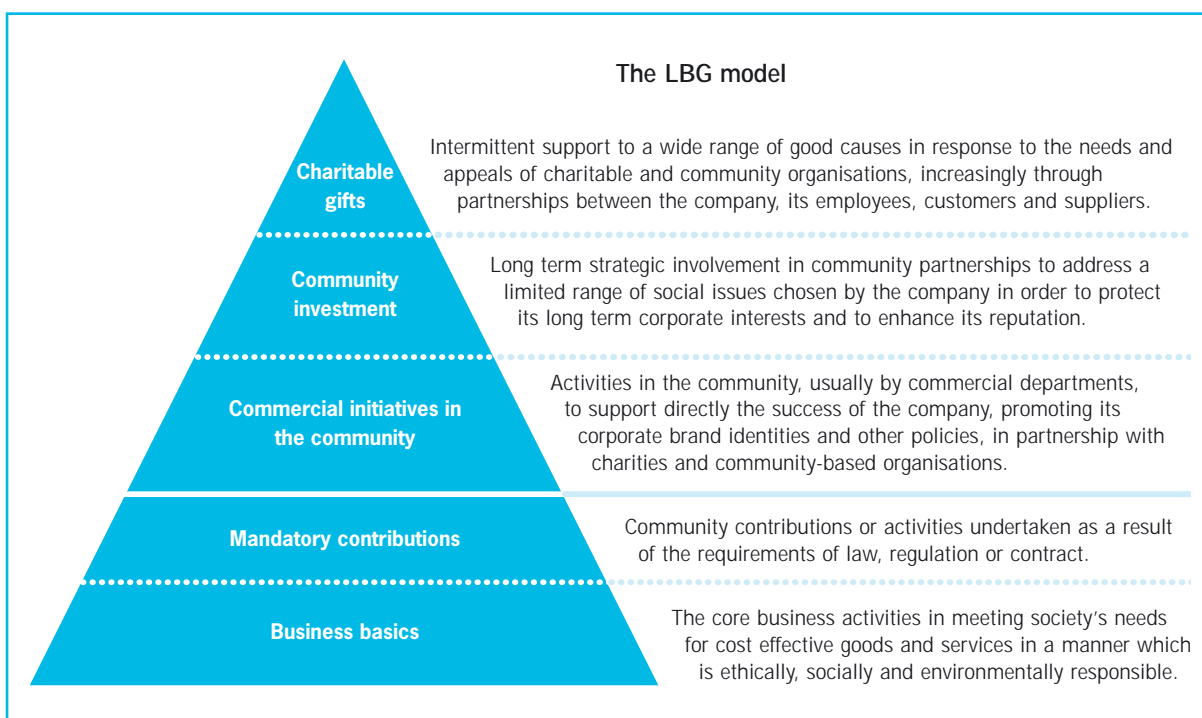 The LBG model
Charitable
gifts
Intermittent support to a wide range of good causes in response to the needs and
appeals of charitable and community organisations, increasingly through
partnerships between the company, its employees, customers and suppliers.
Community
investment
Long term strategic involvement in community partnerships to address a
limited range of social issues chosen by the company in order to protect
its long term corporate interests and to enhance its reputation.
Commercial initiatives in
the community
Activities in the community, usually by commercial departments,
to support directly the success of the company, promoting its
corporate brand identities and other policies, in partnership with
charities and community-based organisations.
Mandatory contributions
Community contributions or activities undertaken as a result
of the requirements of law, regulation or contract.
Business basics
The core business activities in meeting society's needs
for cost effective goods and services in a manner which
is ethically, socially and environmentally responsible.